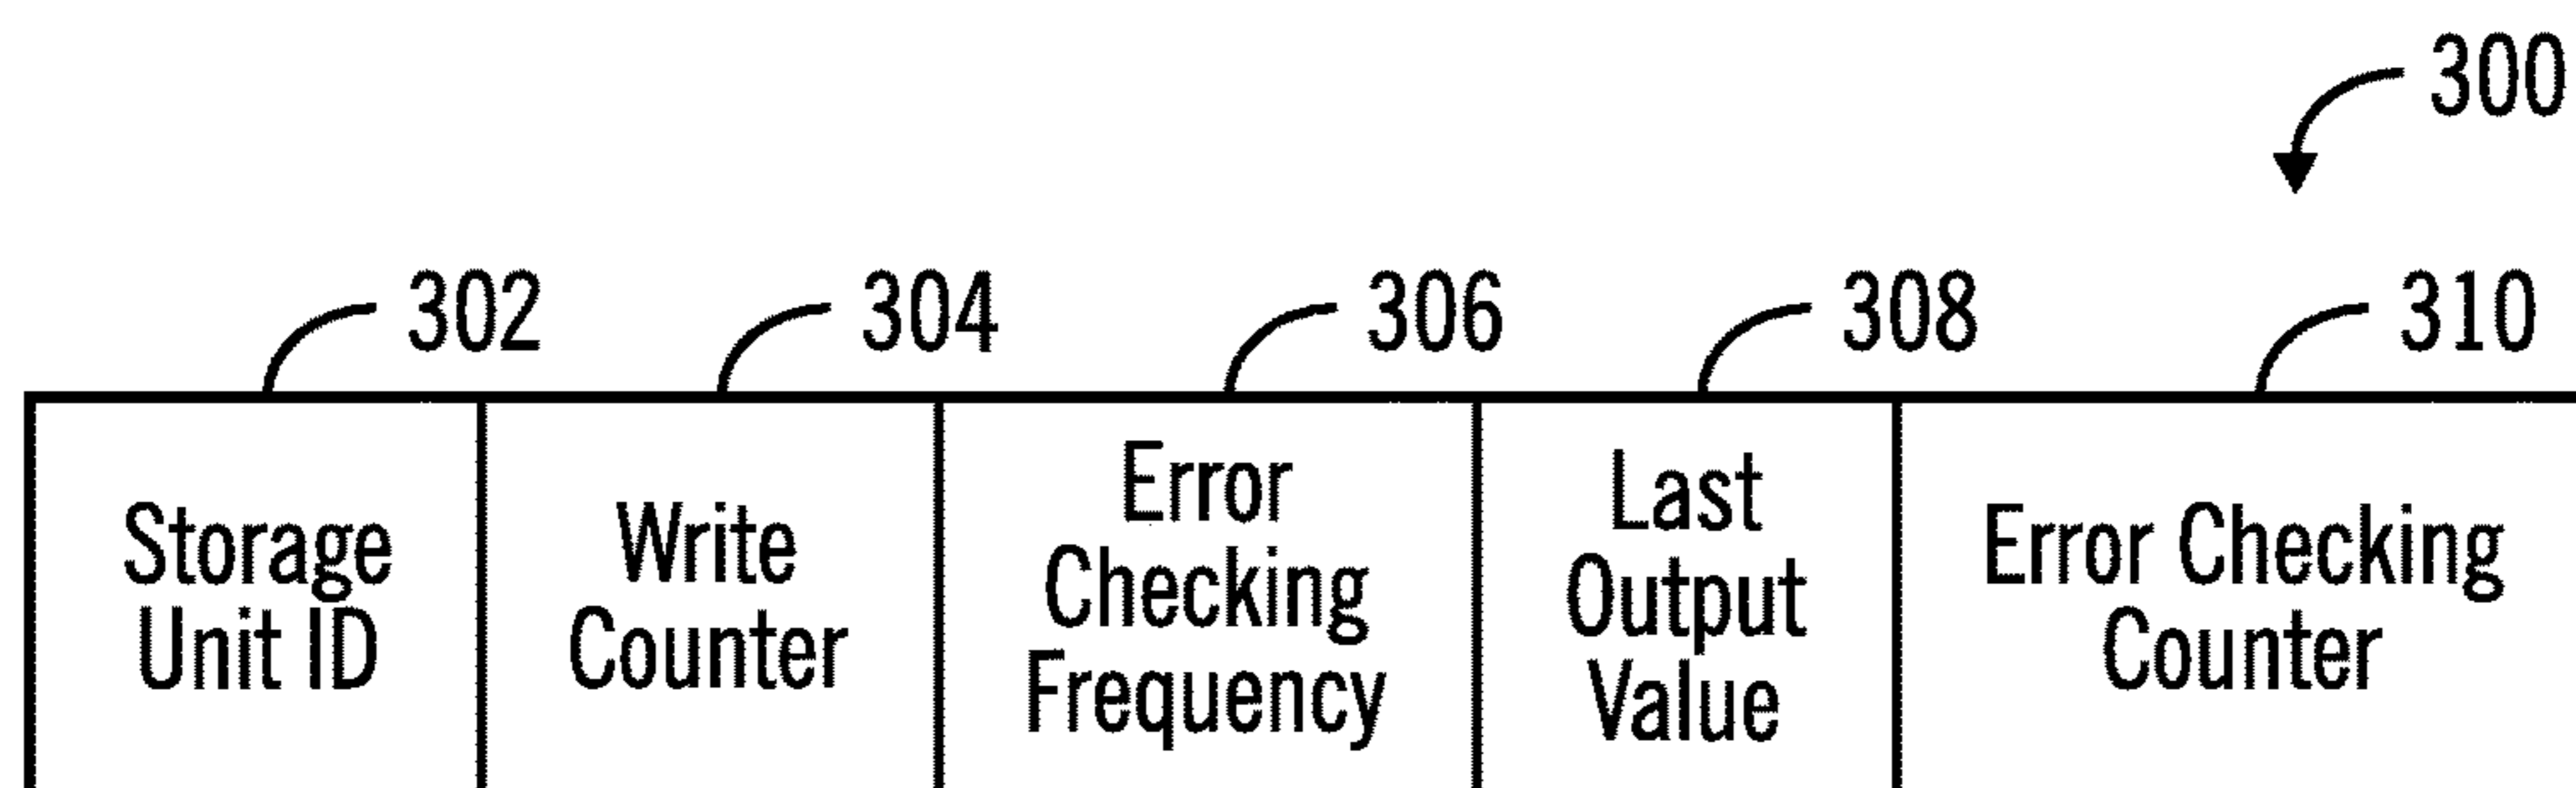 300
302
304
306
308
310
Storage
Unit ID
Write
Counter
Error
Checking
Frequency
Last
Output
Value
Error Checking
Counter